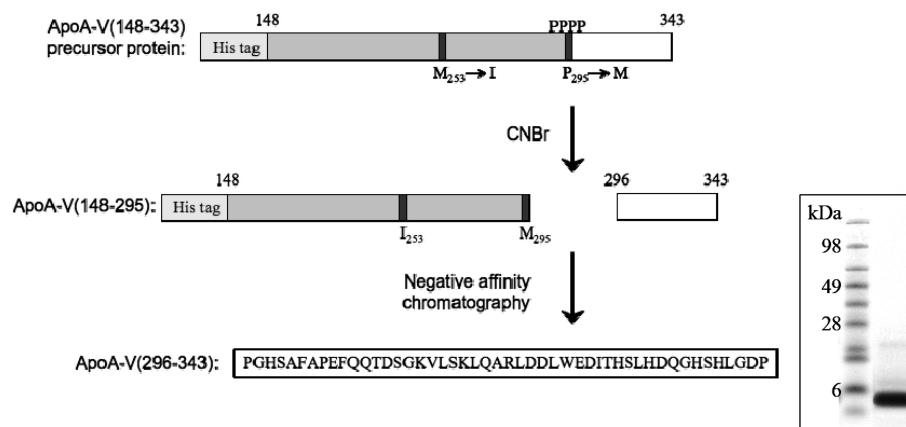 ApoA-V(148-343)
precursor protein:
148
PPPP
343
His tag
M253→I
P295→M
CNBr
148
296
343
ApoA-V(148-295):
His tag
I253
M295
Negative affinity
chromatography
ApoA-V(296-343):
PGHSAFAPEFQQTDSGKVLSKLQARLDDLWEDITHSLHDQGHSHLGDP
kDa
98
49
28
6